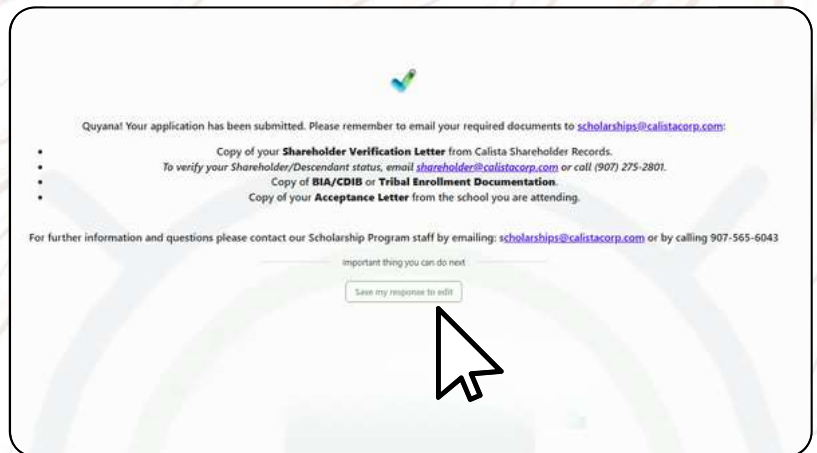 Quyana! Your application has been submitted. Please remember to email your required documents to scholarships@calistacorp.com:
• Copy of your Shareholder Verification Letter from Calista Shareholder Records.
• To verify your Shareholder/Descendant status, email shareholder@calistacorp.com or call (907) 275-2801.
• Copy of BIA/CDIB or Tribal Enrollment Documentation.
• Copy of your Acceptance Letter from the school you are attending.
For further information and questions please contact our Scholarship Program staff by emailing: scholarships@calistacorp.com or by calling 907-565-6043
Important thing you can do next
Save my response to edit